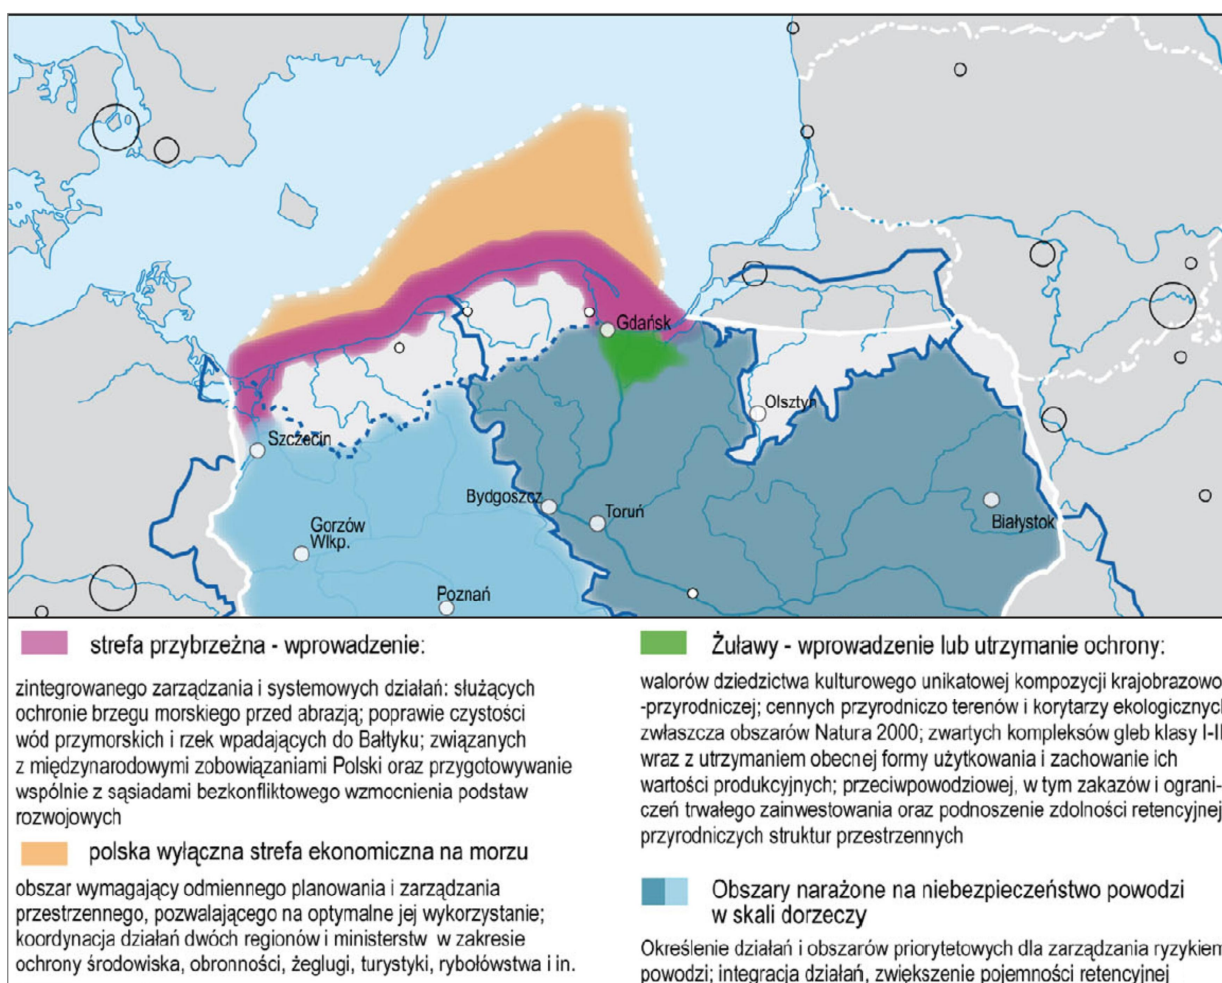 Gdańsk
Olsztyn
Szczecin
Bydgoszcz
Toruń
Białystok
Gorzów
Wlkp.
Poznań
strefa przybrzeżna - wprowadzenie:
zintegrowanego zarządzania i systemowych działań: służących
ochronie brzegu morskiego przed abrazją; poprawie czystości
wód przymorskich i rzek wpadających do Bałtyku; związanych
z międzynarodowymi zobowiązaniami Polski oraz przygotowywanie
wspólnie z sąsiadami bezkonfliktowego wzmocnienia podstaw
rozwojowych
polska wyłączna strefa ekonomiczna na morzu
obszar wymagający odmiennego planowania i zarządzania
przestrzennego, pozwalającego na optymalne jej wykorzystanie;
koordynacja działań dwóch regionów i ministerstw w zakresie
ochrony środowiska, obronności, żeglugi, turystyki, rybołówstwa i in.
Żuławy - wprowadzenie lub utrzymanie ochrony:
walorów dziedzictwa kulturowego unikatowej kompozycji krajobrazowo
-przyrodniczej; cennych przyrodniczo terenów i korytarzy ekologicznych
zwłaszcza obszarów Natura 2000; zwartych kompleksów gleb klasy I-II
wraz z utrzymaniem obecnej formy użytkowania i zachowanie ich
wartości produkcyjnych; przeciwpowodziowej, w tym zakazów i ograni-
czeń trwałego zainwestowania oraz podnoszenie zdolności retencyjnej
przyrodniczych struktur przestrzennych
Obszary narażone na niebezpieczeństwo powodzi
w skali dorzeczy
Określenie działań i obszarów priorytetowych dla zarządzania ryzykiem
powodzi; integracja działań, zwiększenie pojemności retencyjnej